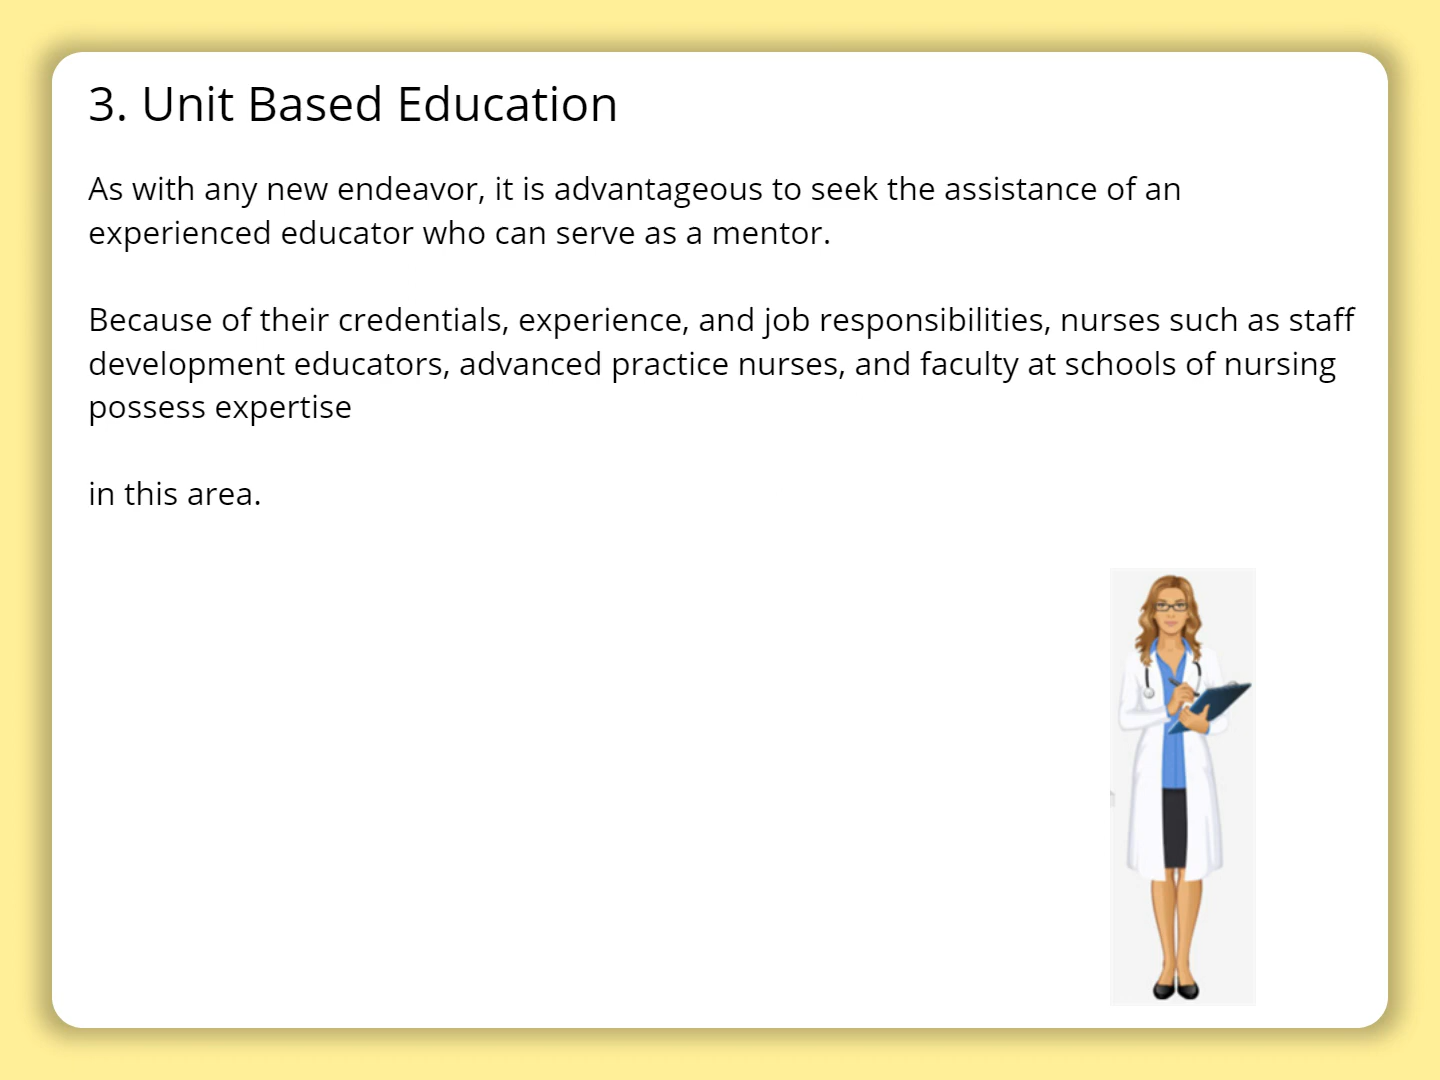 3. Unit Based Education
As with any new endeavor, it is advantageous to seek the assistance of an
experienced educator who can serve as a mentor.
Because of their credentials, experience, and job responsibilities, nurses such as staff
development educators, advanced practice nurses, and faculty at schools of nursing
possess expertise
in this area.